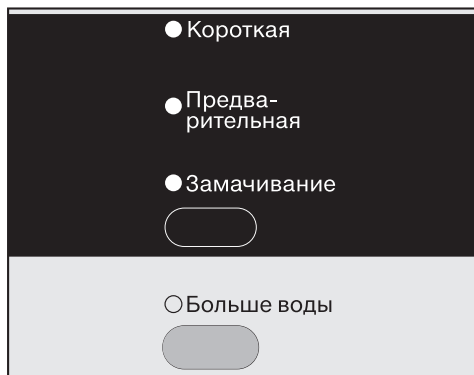 Короткая
Предва-
рительная
Замачивание
Больше воды